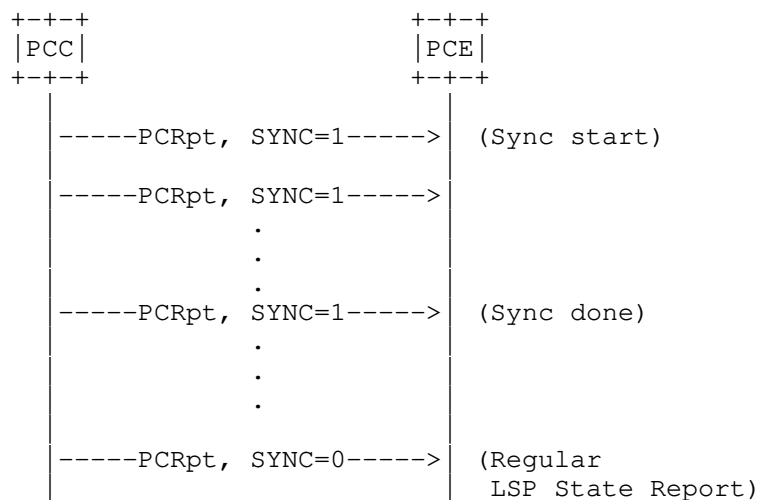 +-+-+ +-+-+
|PCC| |PCE|
+-+-+ +-+-+
| |
|-----PCRpt, SYNC=1----->| (Sync start)
| |
|-----PCRpt, SYNC=1----->|
| . |
| . |
| . |
|-----PCRpt, SYNC=1----->| (Sync done)
| . |
| . |
| . |
| |
|-----PCRpt, SYNC=0----->| (Regular
| | LSP State Report)